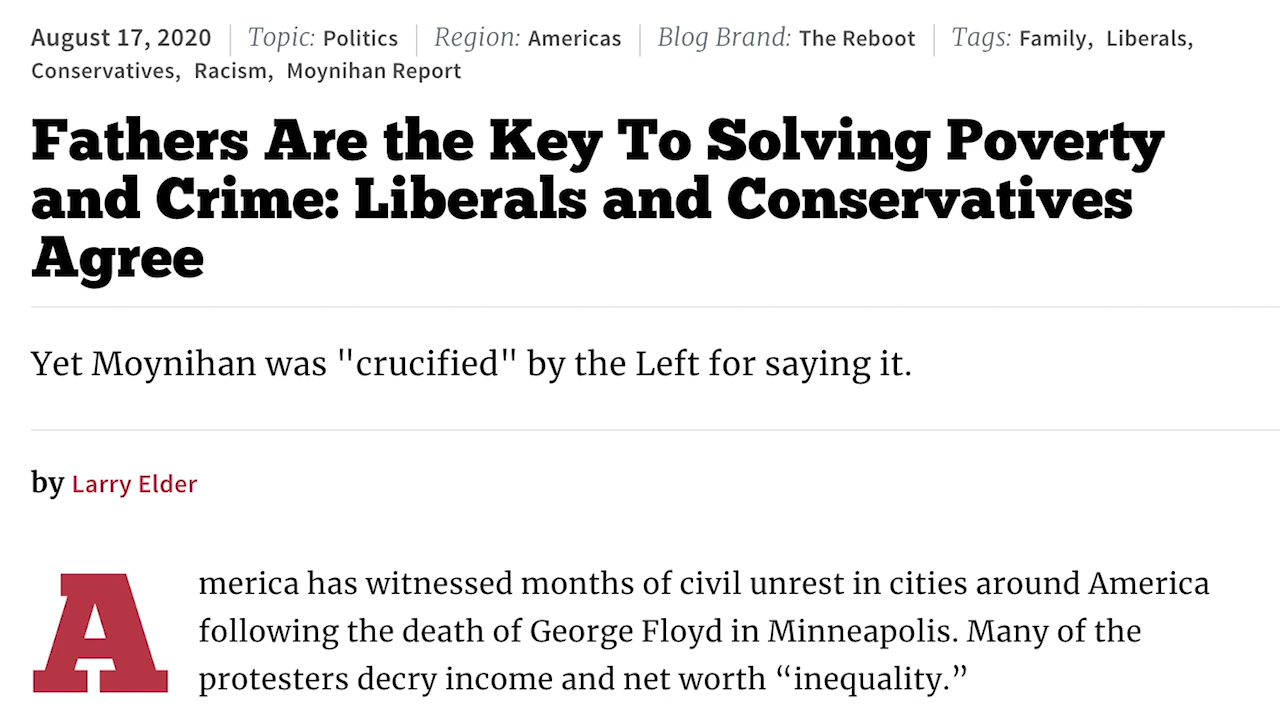 August 17, 2020 Topic: Politics Region: Americas Blog Brand: The Reboot Tags: Family, Liberals,
Conservatives, Racism, Moynihan Report
Fathers Are the Key To Solving Poverty
and Crime: Liberals and Conservatives
Agree
Yet Moynihan was "crucified" by the Left for saying it.
by Larry Elder
America has witnessed months of civil unrest in cities around America
following the death of George Floyd in Minneapolis. Many of the
protesters decry income and net worth “inequality.”